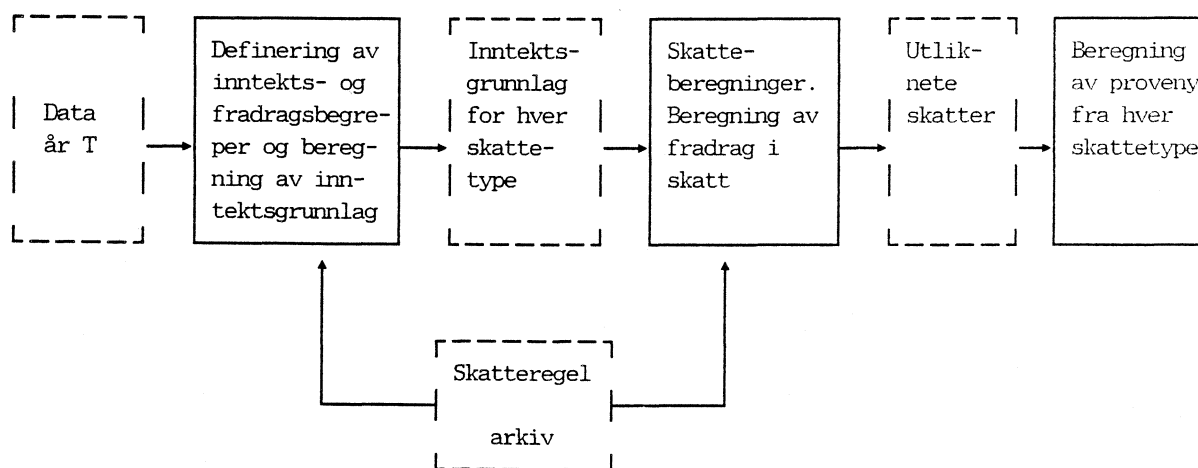 Data
år T
Definering av
inntekts- og
fradragsbegre-
per og bereg-
ning av inn-
tektsgrunnlag
Inntekts-
grunnlag
for hver
skatte-
type
Skatte-
beregninger.
Beregning av
fradrag i
skatt
Utlik-
nete
skatter
Beregning
av proveny
fra hver
skattetype
Skatteregel
arkiv